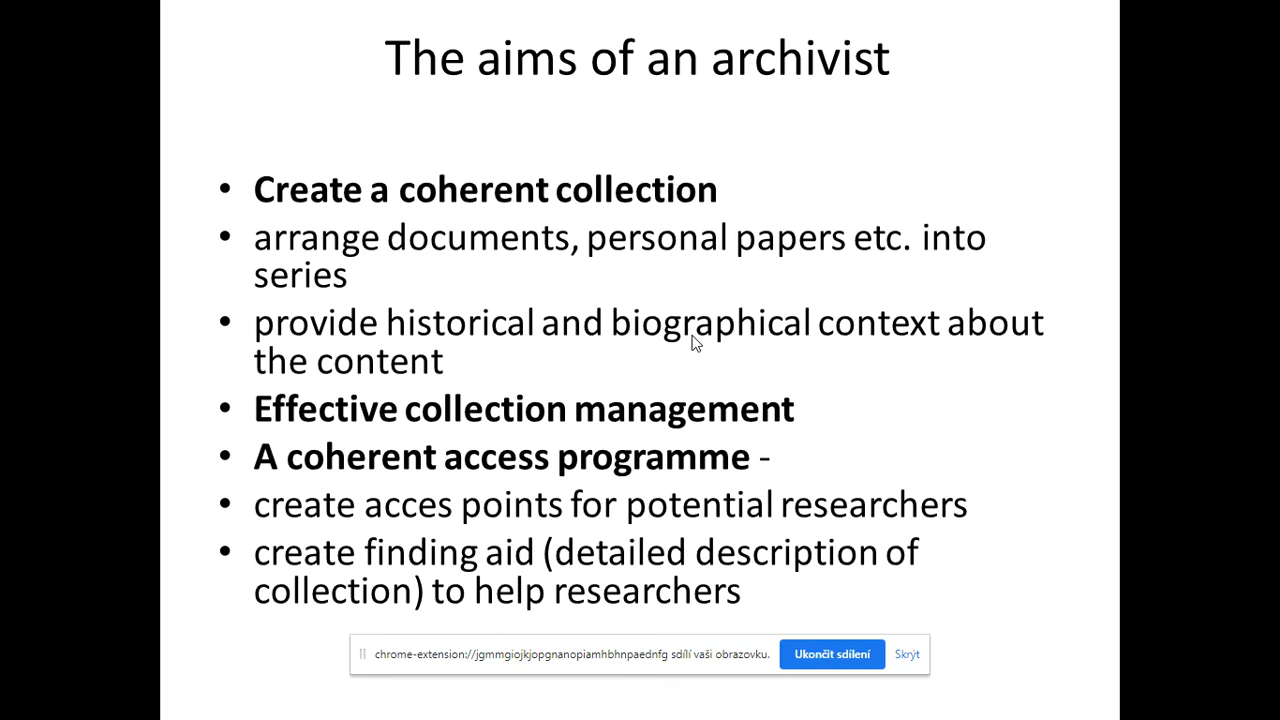 The aims of an archivist
• Create a coherent collection
• arrange documents, personal papers etc. into
series
• provide historical and biographical context about
the content
• Effective collection management
• A coherent access programme -
• create acces points for potential researchers
• create finding aid (detailed description of
collection) to help researchers
chrome-extension://jgmmgiojkjopgnanopiamhbhnpaednfg sdílí vaši obrazovku. Ukončit sdílení Skrýt